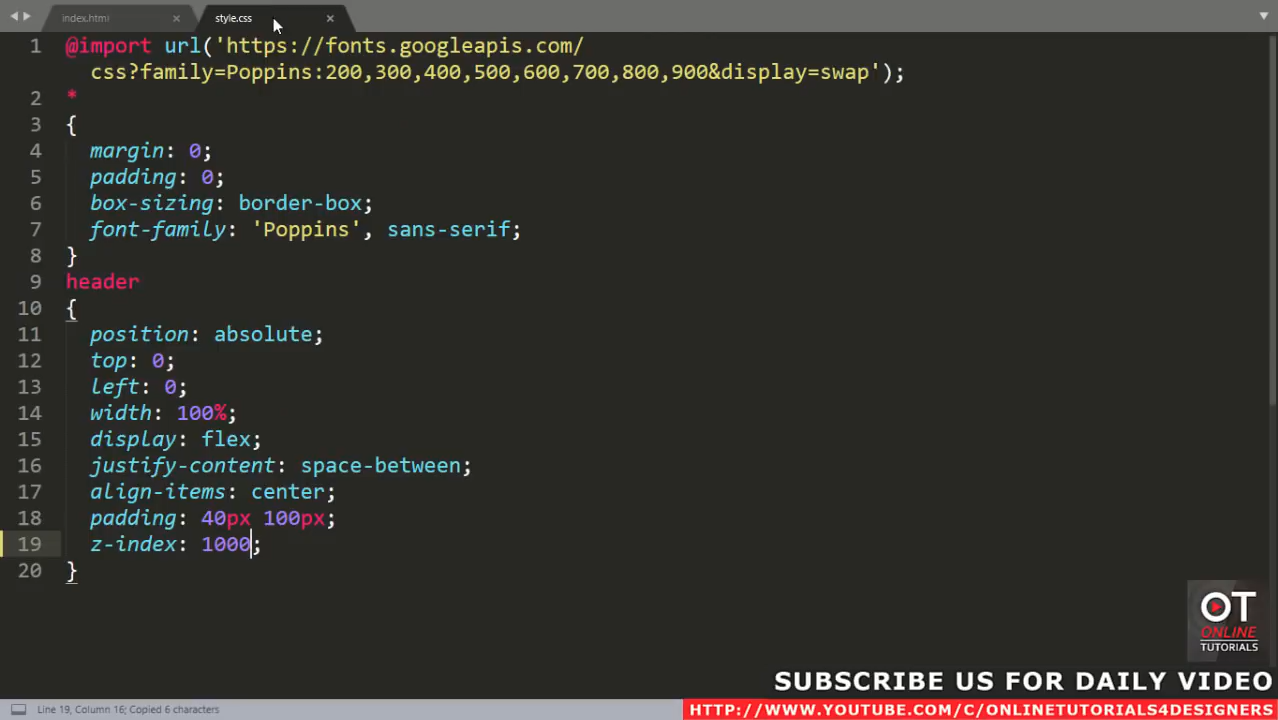 index.html
style.css
1 @import url('https://fonts.googleapis.com/
css?family=Poppins:200,300,400,500,600,700,800,900&display=swap');
2 *
3 {
4 margin: 0;
5 padding: 0;
6 box-sizing: border-box;
7 font-family: 'Poppins', sans-serif;
8 }
9 header
10 {
11 position: absolute;
12 top: 0;
13 left: 0;
14 width: 100%;
15 display: flex;
16 justify-content: space-between;
17 align-items: center;
18 padding: 40px 100px;
19 z-index: 1000;
20 }
OT
ONLINE
TUTORIALS
SUBSCRIBE US FOR DAILY VIDEO
Line 19, Column 16; Copied 6 characters
HTTP://WWW.YOUTUBE.COM/C/ONLINETUTORIALS4DESIGNERS